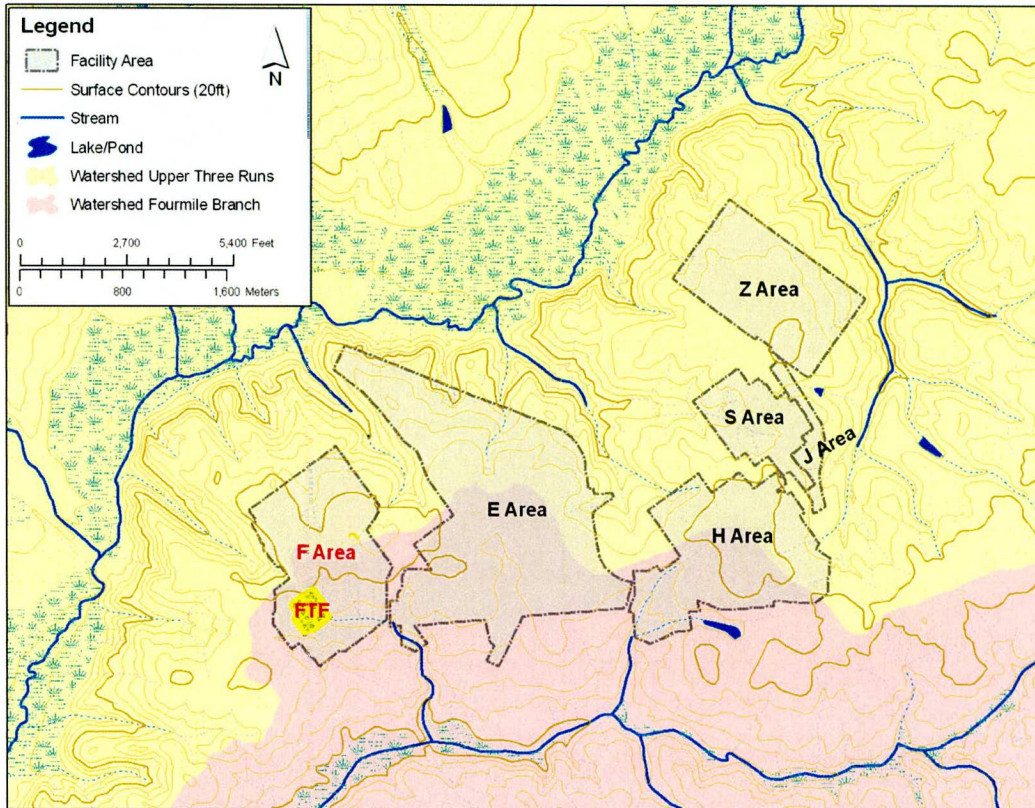 Legend
Facility Area
Surface Contours (20ft)
Stream
Lake/Pond
Watershed Upper Three Runs
Watershed Fourmile Branch
N
0 2,700 5,400 Feet
0 800 1,600 Meters
Z Area
S Area
J Area
E Area
H Area
F Area
FTF